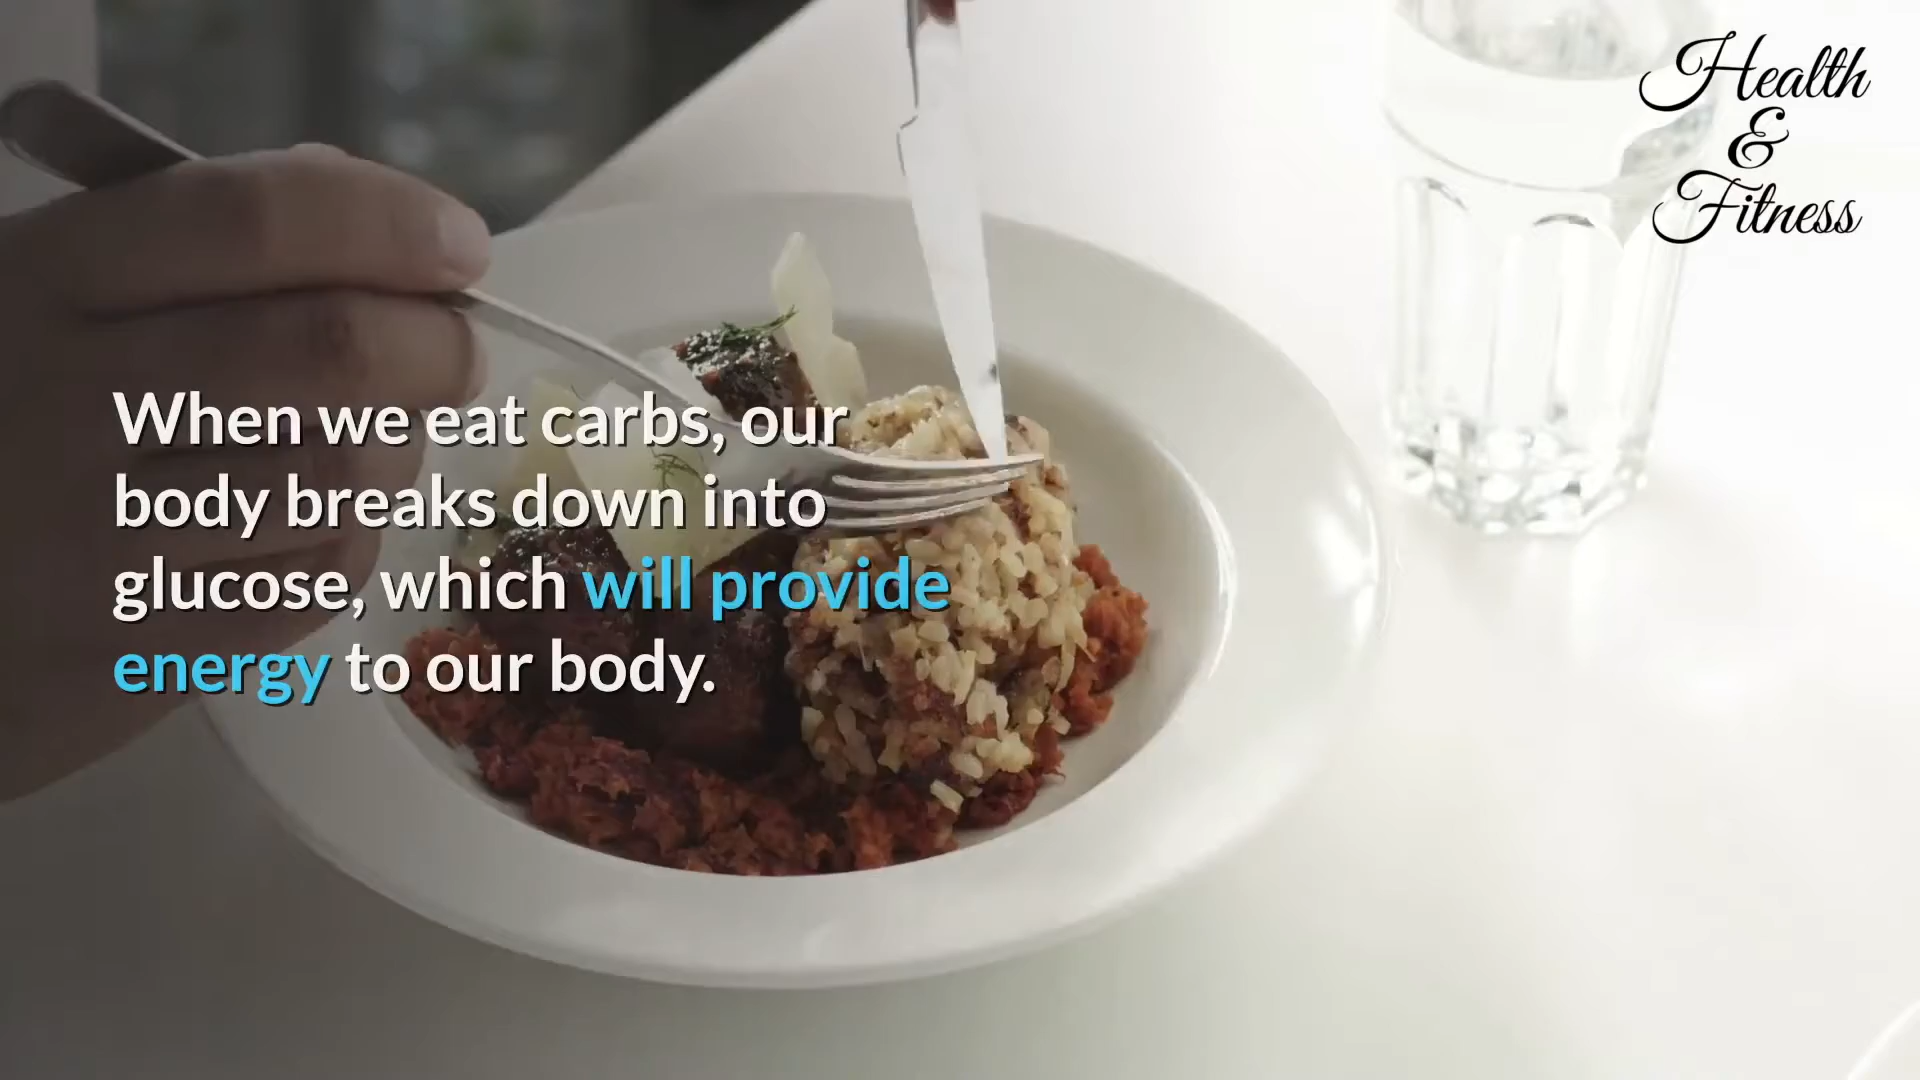 Health
&
Fitness
When we eat carbs, our
body breaks down into
glucose, which will provide
energy to our body.